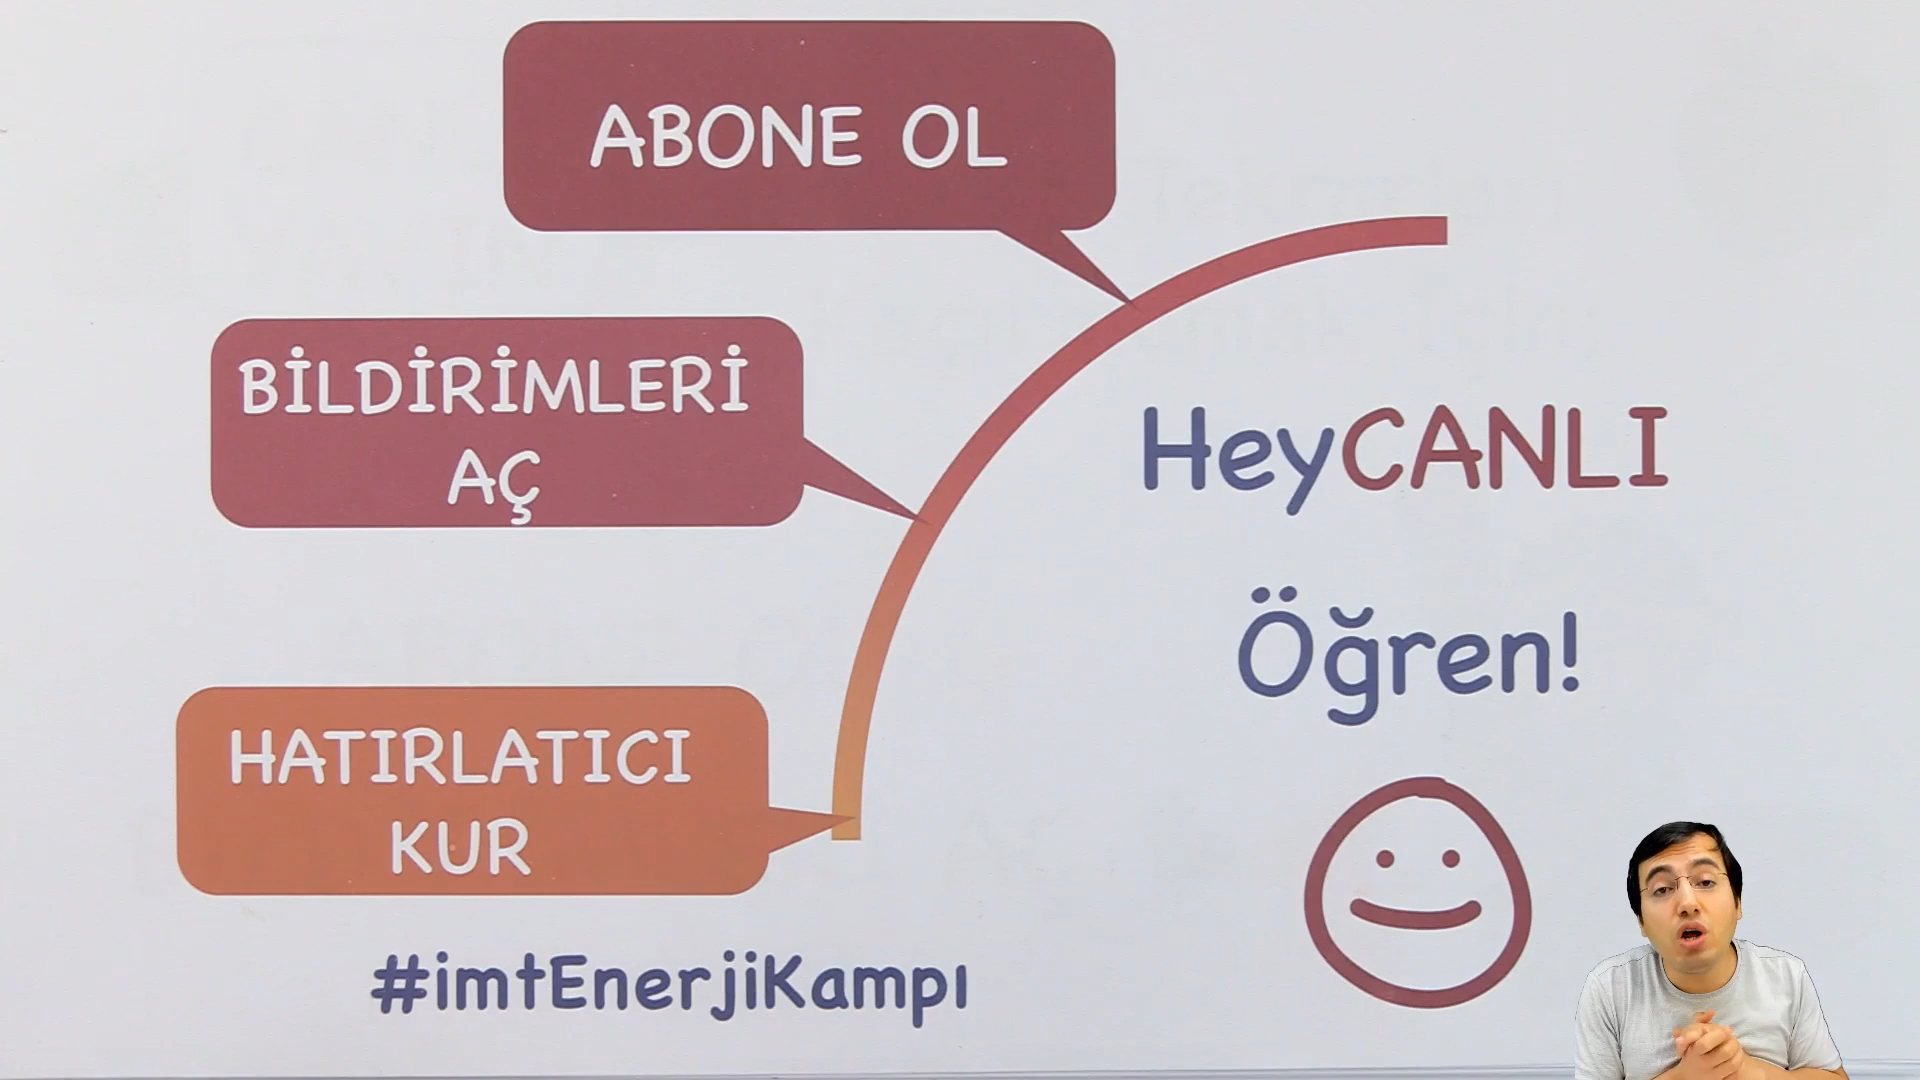 ABONE OL
BİLDİRİMLERİ
AÇ
HATIRLATICI
KUR
#imtEnerjiKampı
HeyCANLI
Öğren!